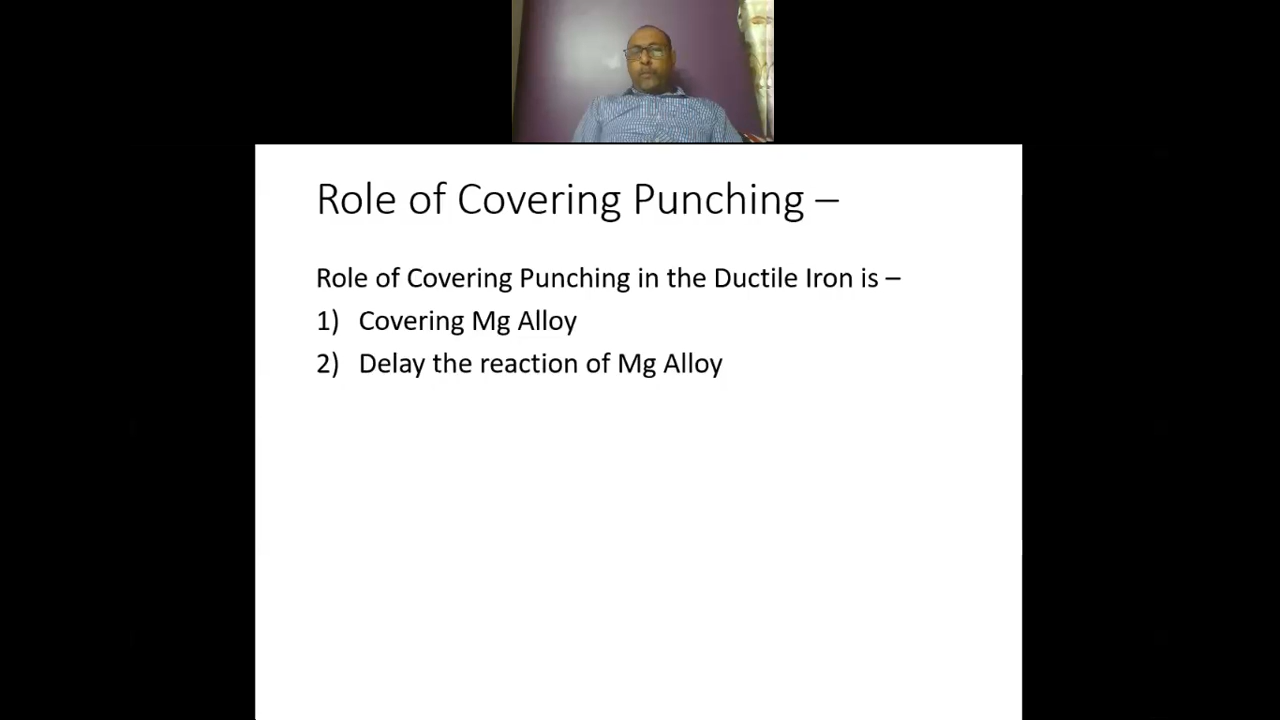 Role of Covering Punching –
Role of Covering Punching in the Ductile Iron is –
1) Covering Mg Alloy
2) Delay the reaction of Mg Alloy